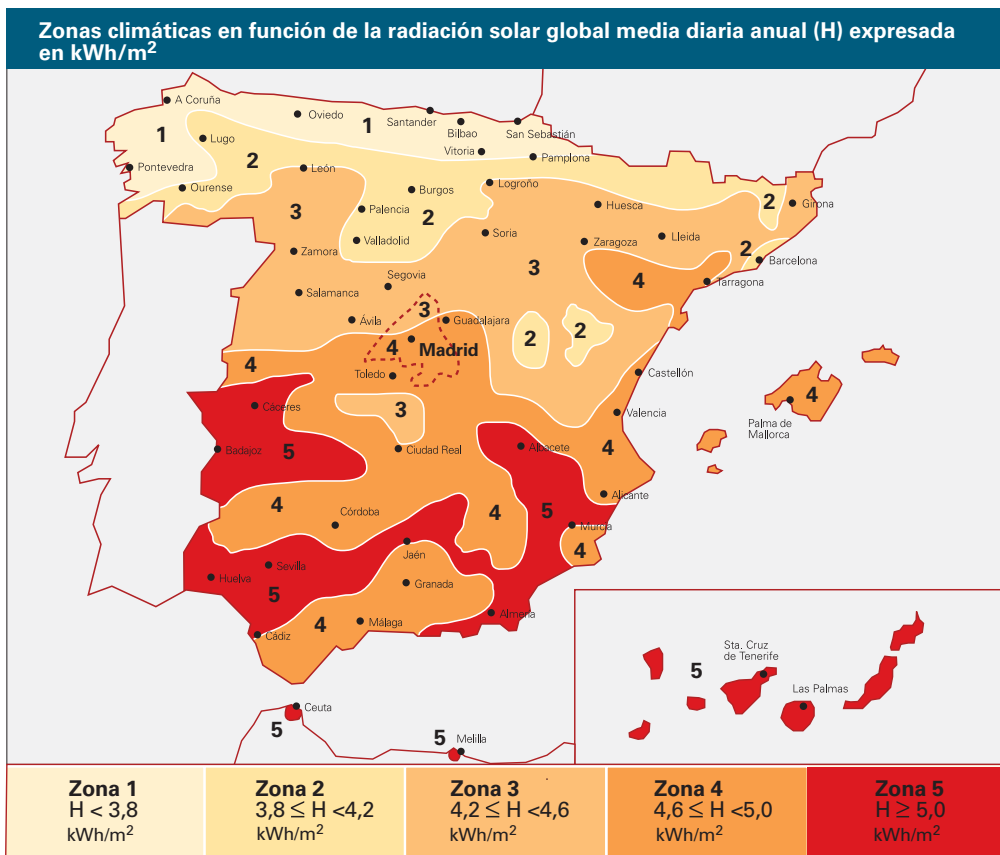 Zonas climáticas en función de la radiación solar global media diaria anual (H) expresada
en kWh/m²
A Coruña
Oviedo
Santander
Bilbao
San Sebastián
1
1
Lugo
Vitoria
Pamplona
Pontevedra
2
León
Ourense
Burgos
Logroño
3
Palencia
2
Huesca
2
Girona
Valladolid
Soria
Zaragoza
Lleida
Zamora
2
Barcelona
3
Segovia
4
Tarragona
Salamanca
3
Ávila
Guadalajara
4
Madrid
2
2
4
Toledo
Castellón
4
Cáceres
3
Valencia
Palma de
Mallorca
Badajoz
5
Ciudad Real
Albacete
4
Alicante
4
Córdoba
4
5
Murcia
4
Jaén
Sevilla
Huelva
5
Granada
Almería
4
Málaga
Cádiz
Sta. Cruz
de Tenerife
5
Las Palmas
Ceuta
5
5
Melilla
Zona 1
H < 3,8
kWh/m²
Zona 2
3,8 ≤ H <4,2
kWh/m²
Zona 3
4,2 ≤ H <4,6
kWh/m²
Zona 4
4,6 ≤ H <5,0
kWh/m²
Zona 5
H ≥ 5,0
kWh/m²